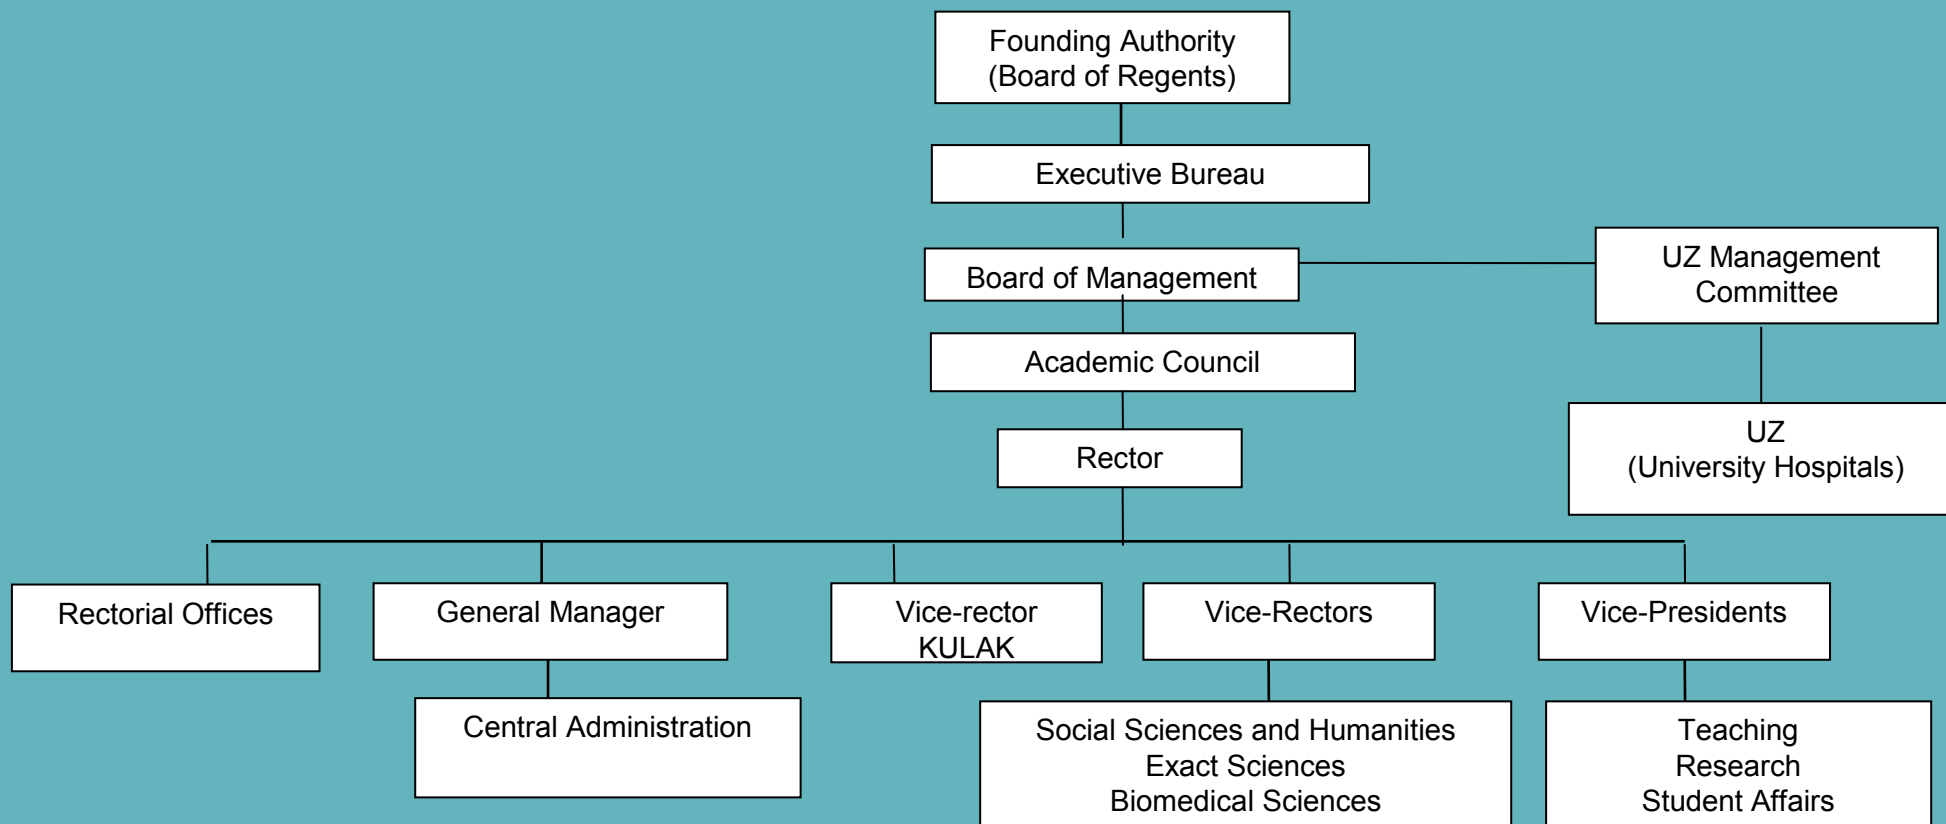 Founding Authority
(Board of Regents)
Executive Bureau
Board of Management
UZ Management
Committee
Academic Council
UZ
(University Hospitals)
Rector
Rectorial Offices
General Manager
Vice-rector
KULAK
Vice-Rectors
Vice-Presidents
Central Administration
Social Sciences and Humanities
Exact Sciences
Biomedical Sciences
Teaching
Research
Student Affairs